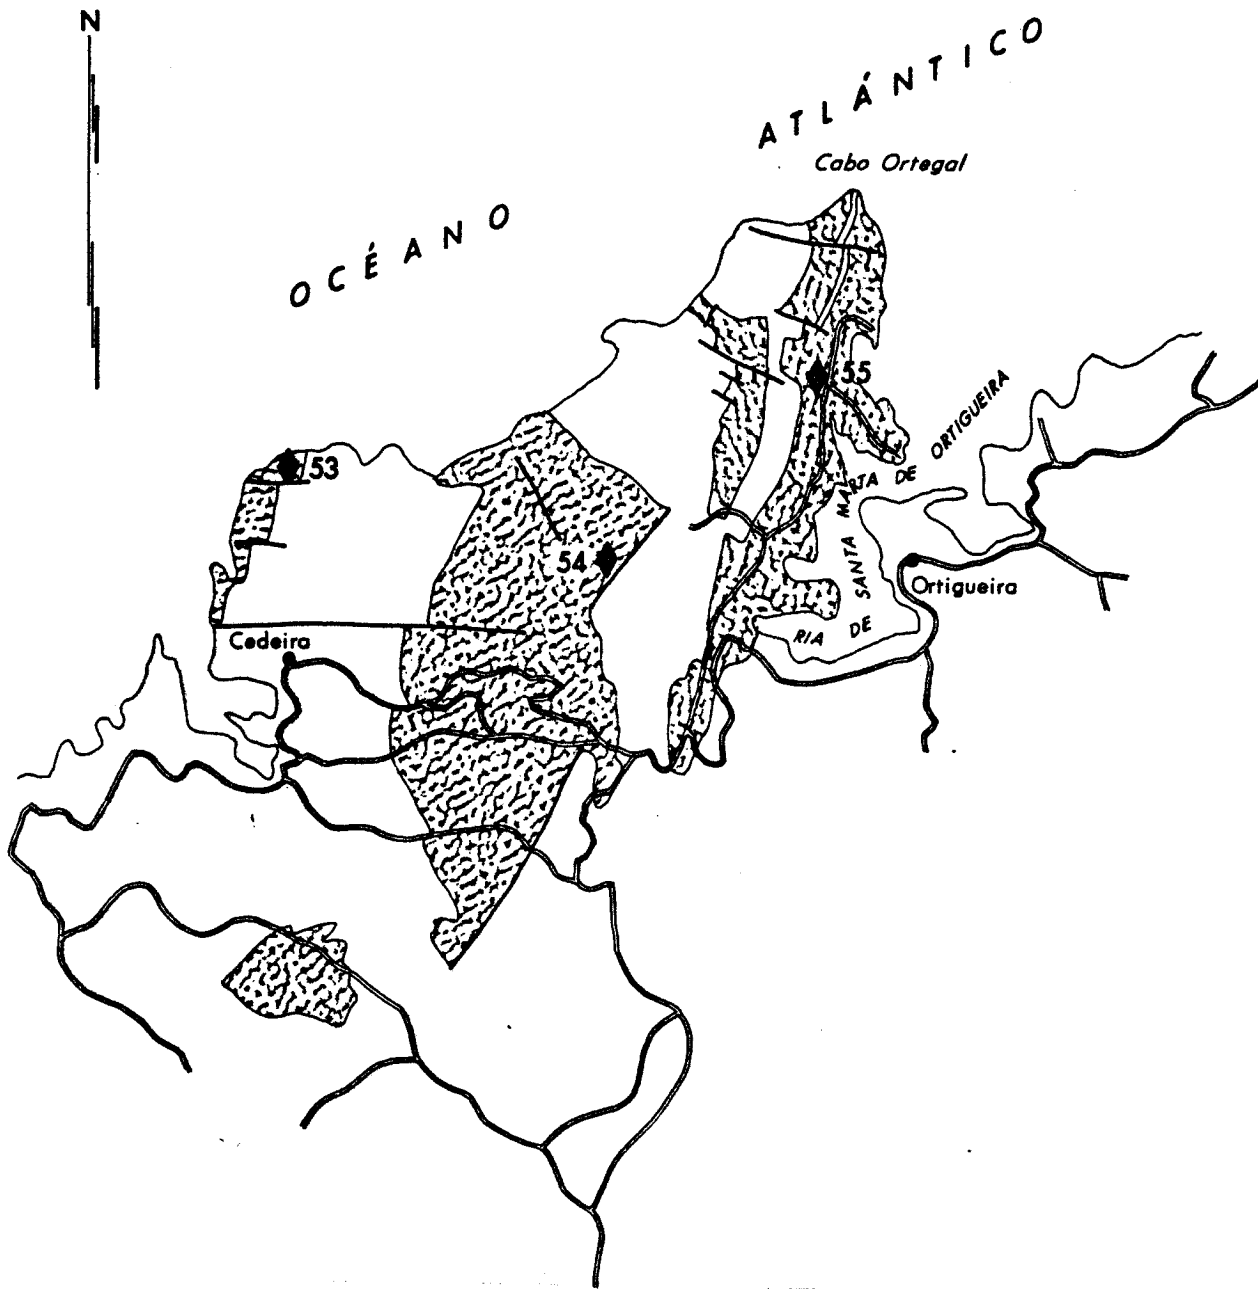 N
ATLÁNTICO
Cabo Ortegal
OCÉANO
55
53
54
RIA DE SANTA MARTA DE ORTIGUEIRA
Ortigueira
Cedeira